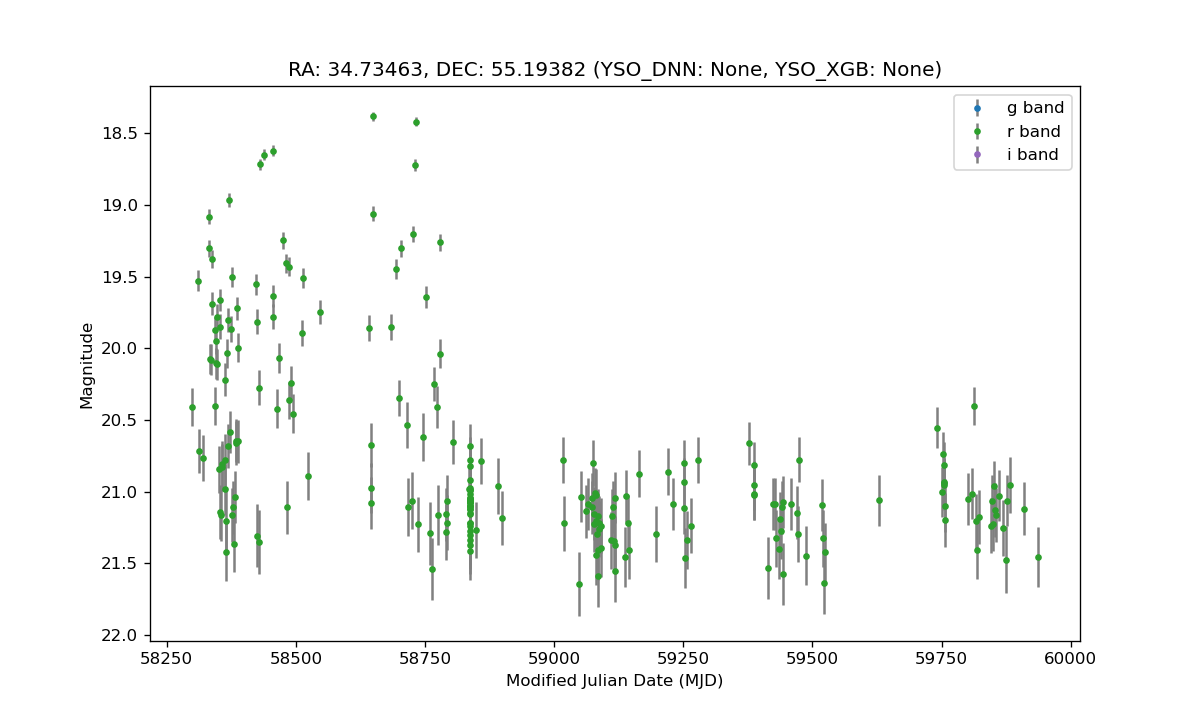 RA: 34.73463, DEC: 55.19382 (YSO_DNN: None, YSO_XGB: None)
g band
r band
i band
18.5
19.0
19.5
20.0
20.5
21.0
21.5
22.0
Magnitude
58250 58500 58750 59000 59250 59500 59750 60000
Modified Julian Date (MJD)